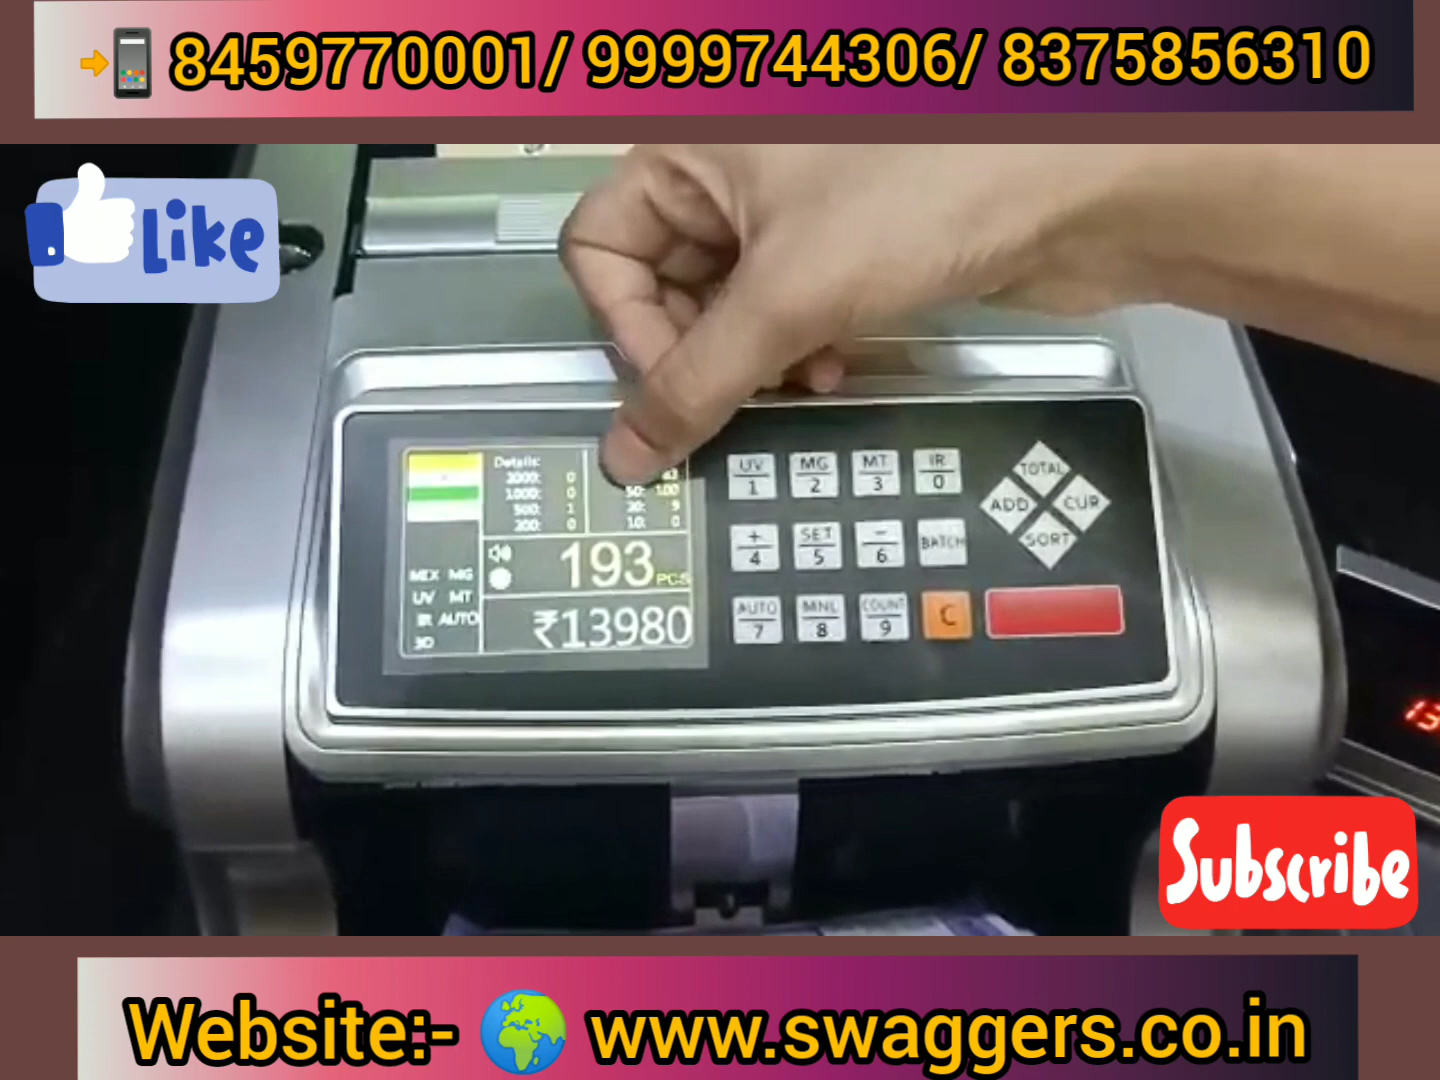 8459770001/ 9999744306/ 8375856310
Like
Details:
2000: 0
1000: 0
500: 1
200: 0
50: 100
20: 9
10: 0
193 PCS
₹13980
MIX MG
UV MT
IR AUTO
3D
UV 1
MG 2
MT 3
IR 0
+ 4
SET 5
− 6
BATCH
AUTO 7
MNL 8
COUNT 9
C
TOTAL
ADD
CUR
SORT
13
Subscribe
Website:- www.swaggers.co.in